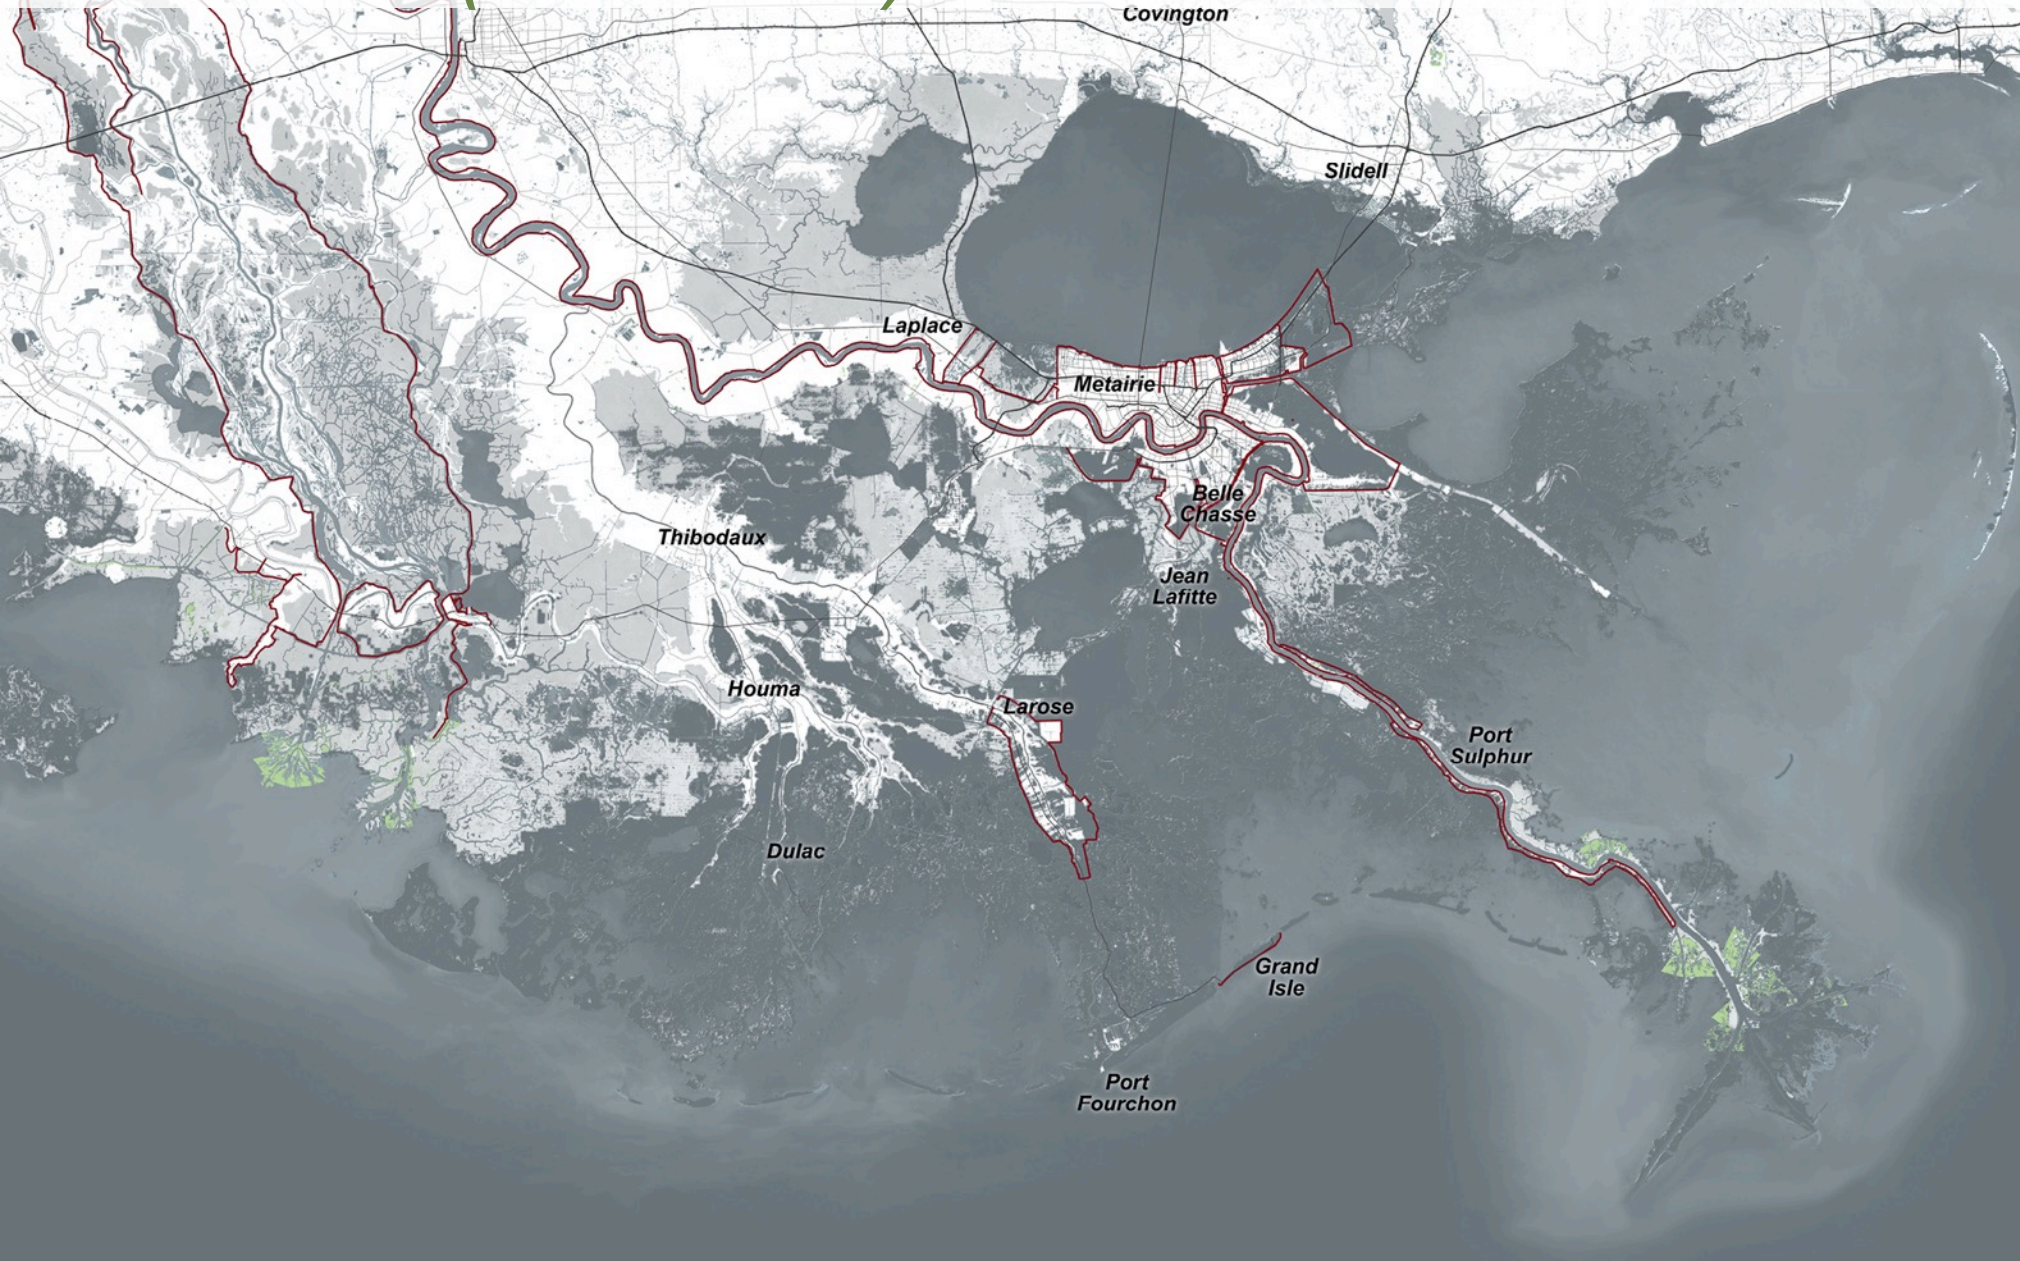 Covington
Slidell
Laplace
Metairie
Belle
Chasse
Thibodaux
Jean
Lafitte
Houma
Larose
Port
Sulphur
Dulac
Grand
Isle
Port
Fourchon